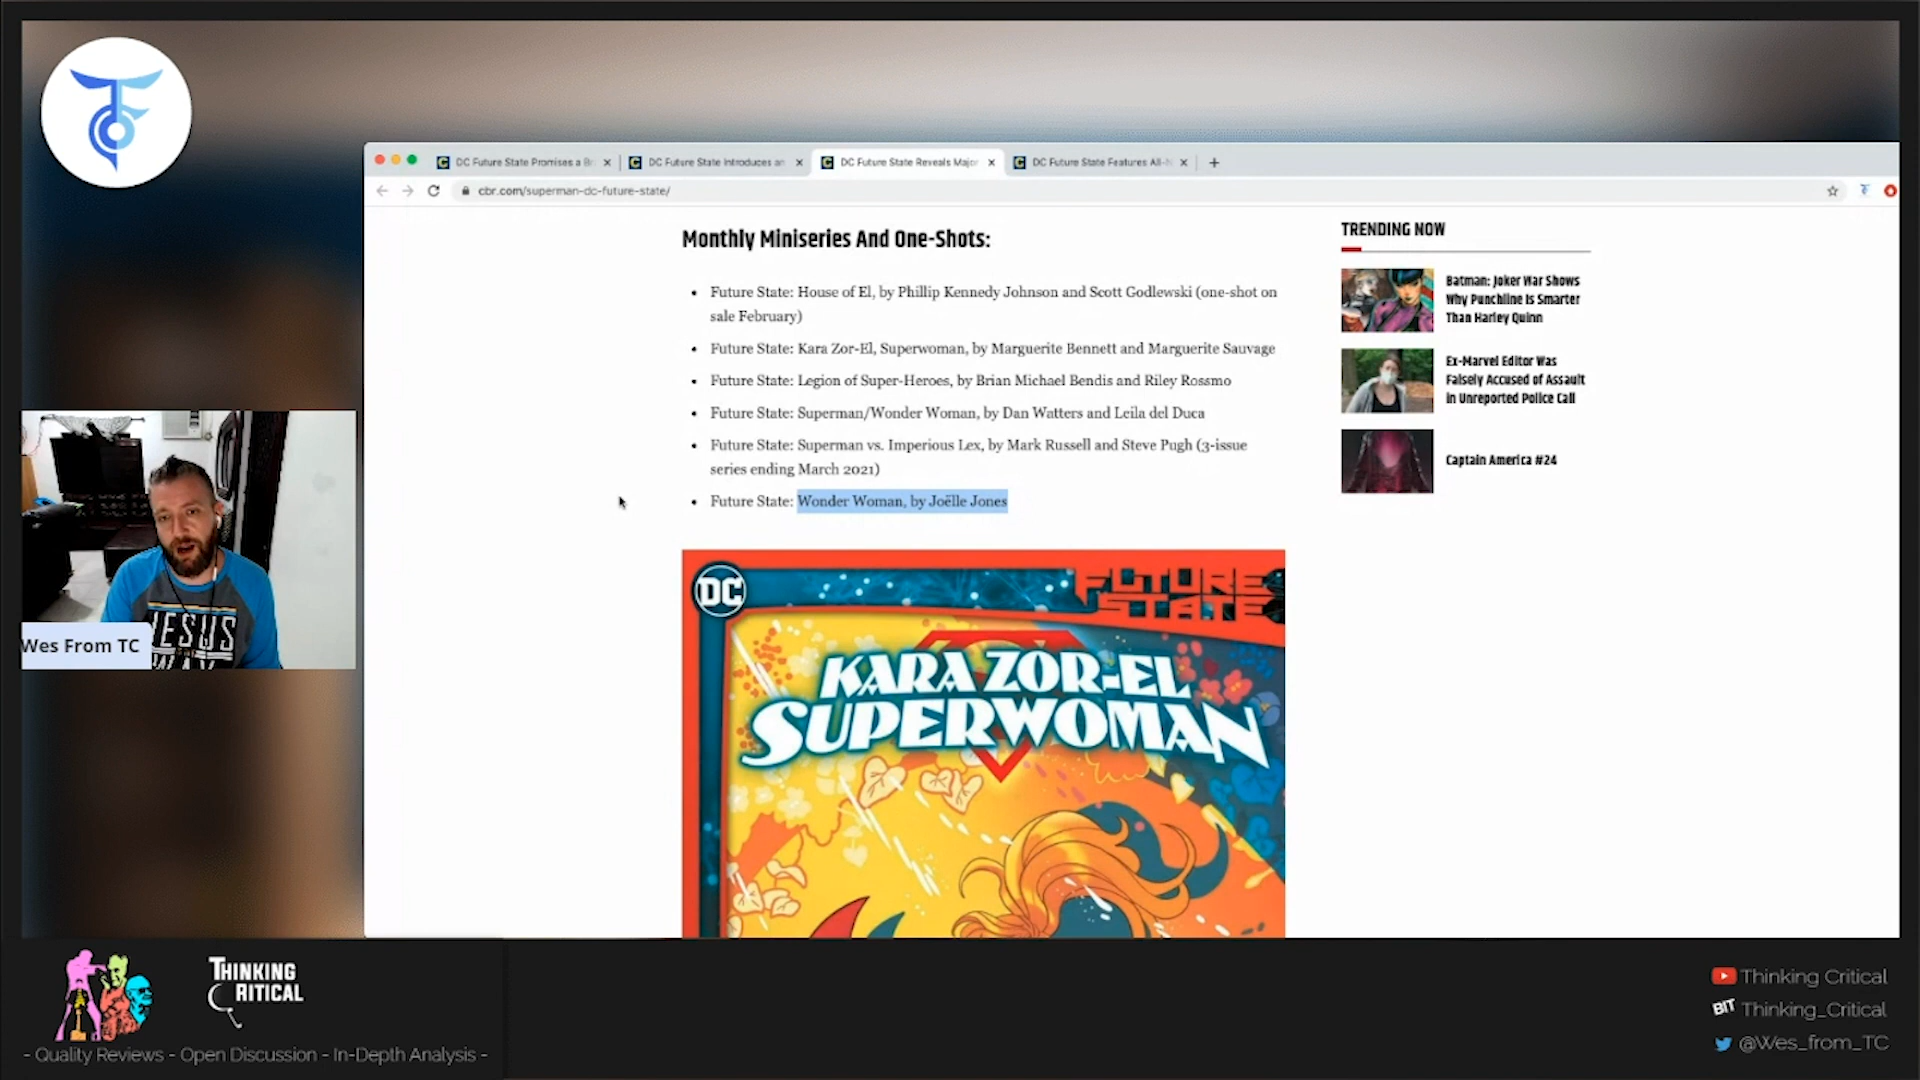 DC Future State Promises a Br
DC Future State Introduces an
DC Future State Reveals Major
DC Future State Features All-N
cbr.com/superman-dc-future-state/
Monthly Miniseries And One-Shots:
Future State: House of El, by Phillip Kennedy Johnson and Scott Godlewski (one-shot on
sale February)
Future State: Kara Zor-El, Superwoman, by Marguerite Bennett and Marguerite Sauvage
Future State: Legion of Super-Heroes, by Brian Michael Bendis and Riley Rossmo
Future State: Superman/Wonder Woman, by Dan Watters and Leila del Duca
Future State: Superman vs. Imperious Lex, by Mark Russell and Steve Pugh (3-issue
series ending March 2021)
Future State: Wonder Woman, by Joëlle Jones
TRENDING NOW
Batman: Joker War Shows
Why Punchline Is Smarter
Than Harley Quinn
Ex-Marvel Editor Was
Falsely Accused of Assault
in Unreported Police Call
Captain America #24
DC
FUTURE
STATE
KARA ZOR-EL
SUPERWOMAN
JESUS
Wes From TC
THINKING
CRITICAL
- Quality Reviews - Open Discussion - In-Depth Analysis -
Thinking Critical
BIT Thinking_Critical
@Wes_from_TC